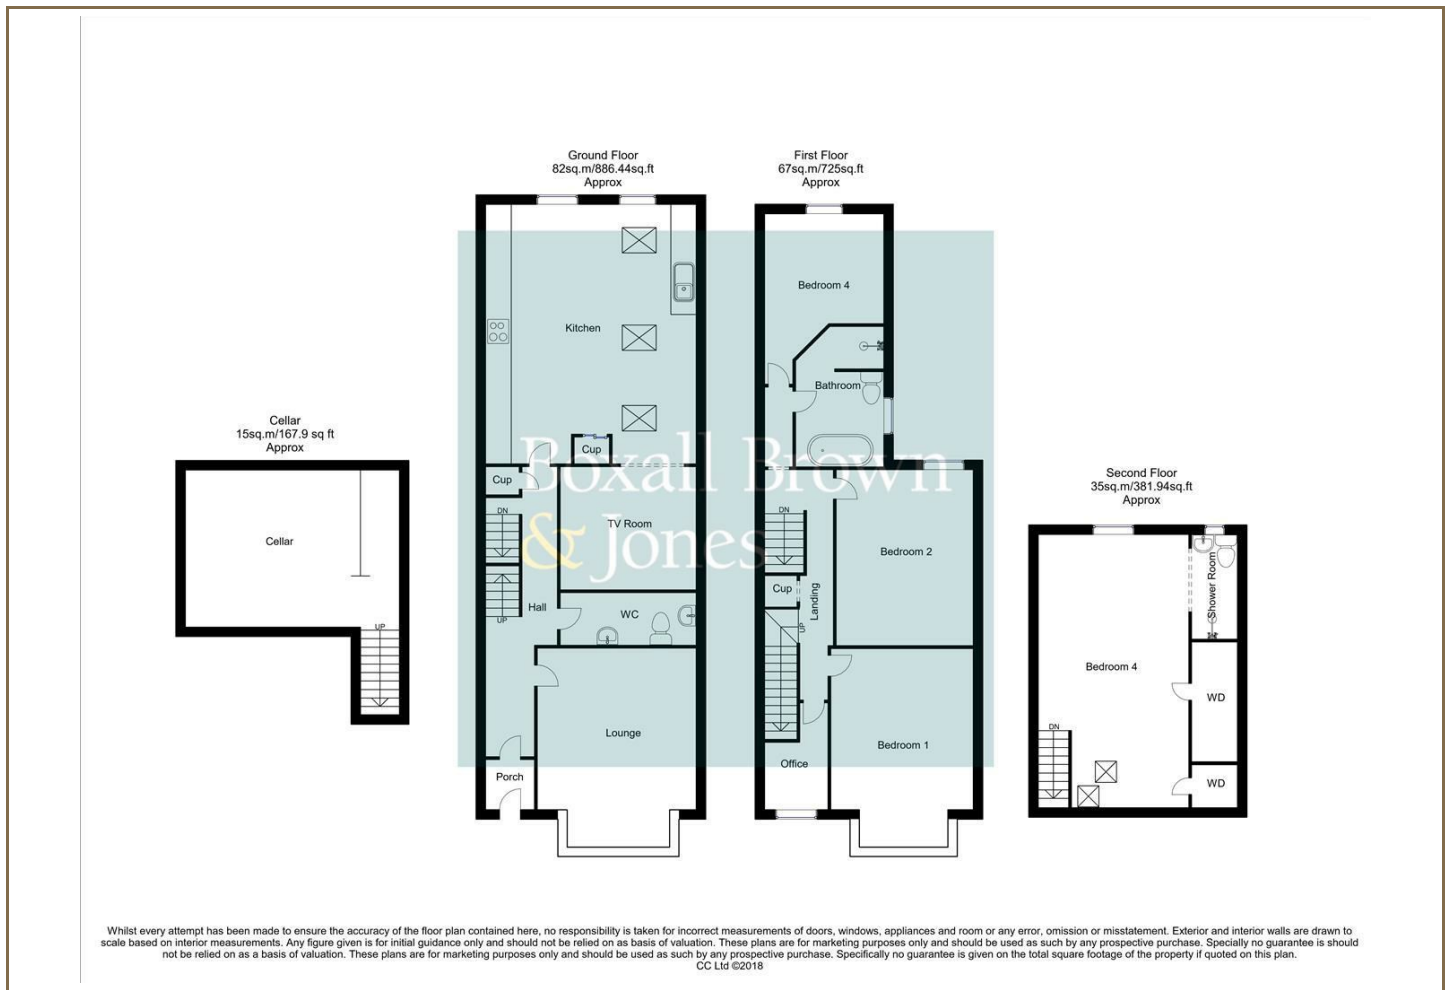 Ground Floor
82sq.m/886.44sq.ft
Approx
First Floor
67sq.m/725sq.ft
Approx
Bedroom 4
Kitchen
Bathroom
Cellar
15sq.m/167.9 sq ft
Approx
Cup
Boxall Brown
& Jones
Second Floor
35sq.m/381.94sq.ft
Approx
Cup
DN
TV Room
DN
Cellar
Bedroom 2
Shower Room
Cup
Landing
Hall
WC
UP
UP
UP
Bedroom 4
WD
Lounge
Bedroom 1
DN
Office
Porch
WD
Whilst every attempt has been made to ensure the accuracy of the floor plan contained here, no responsibility is taken for incorrect measurements of doors, windows, appliances and room or any error, omission or misstatement. Exterior and interior walls are drawn to
scale based on interior measurements. Any figure given is for initial guidance only and should not be relied on as basis of valuation. These plans are for marketing purposes only and should be used as such by any prospective purchase. Specially no guarantee is should
not be relied on as a basis of valuation. These plans are for marketing purposes only and should be used as such by any prospective purchase. Specifically no guarantee is given on the total square footage of the property if quoted on this plan.
CC Ltd ©2018